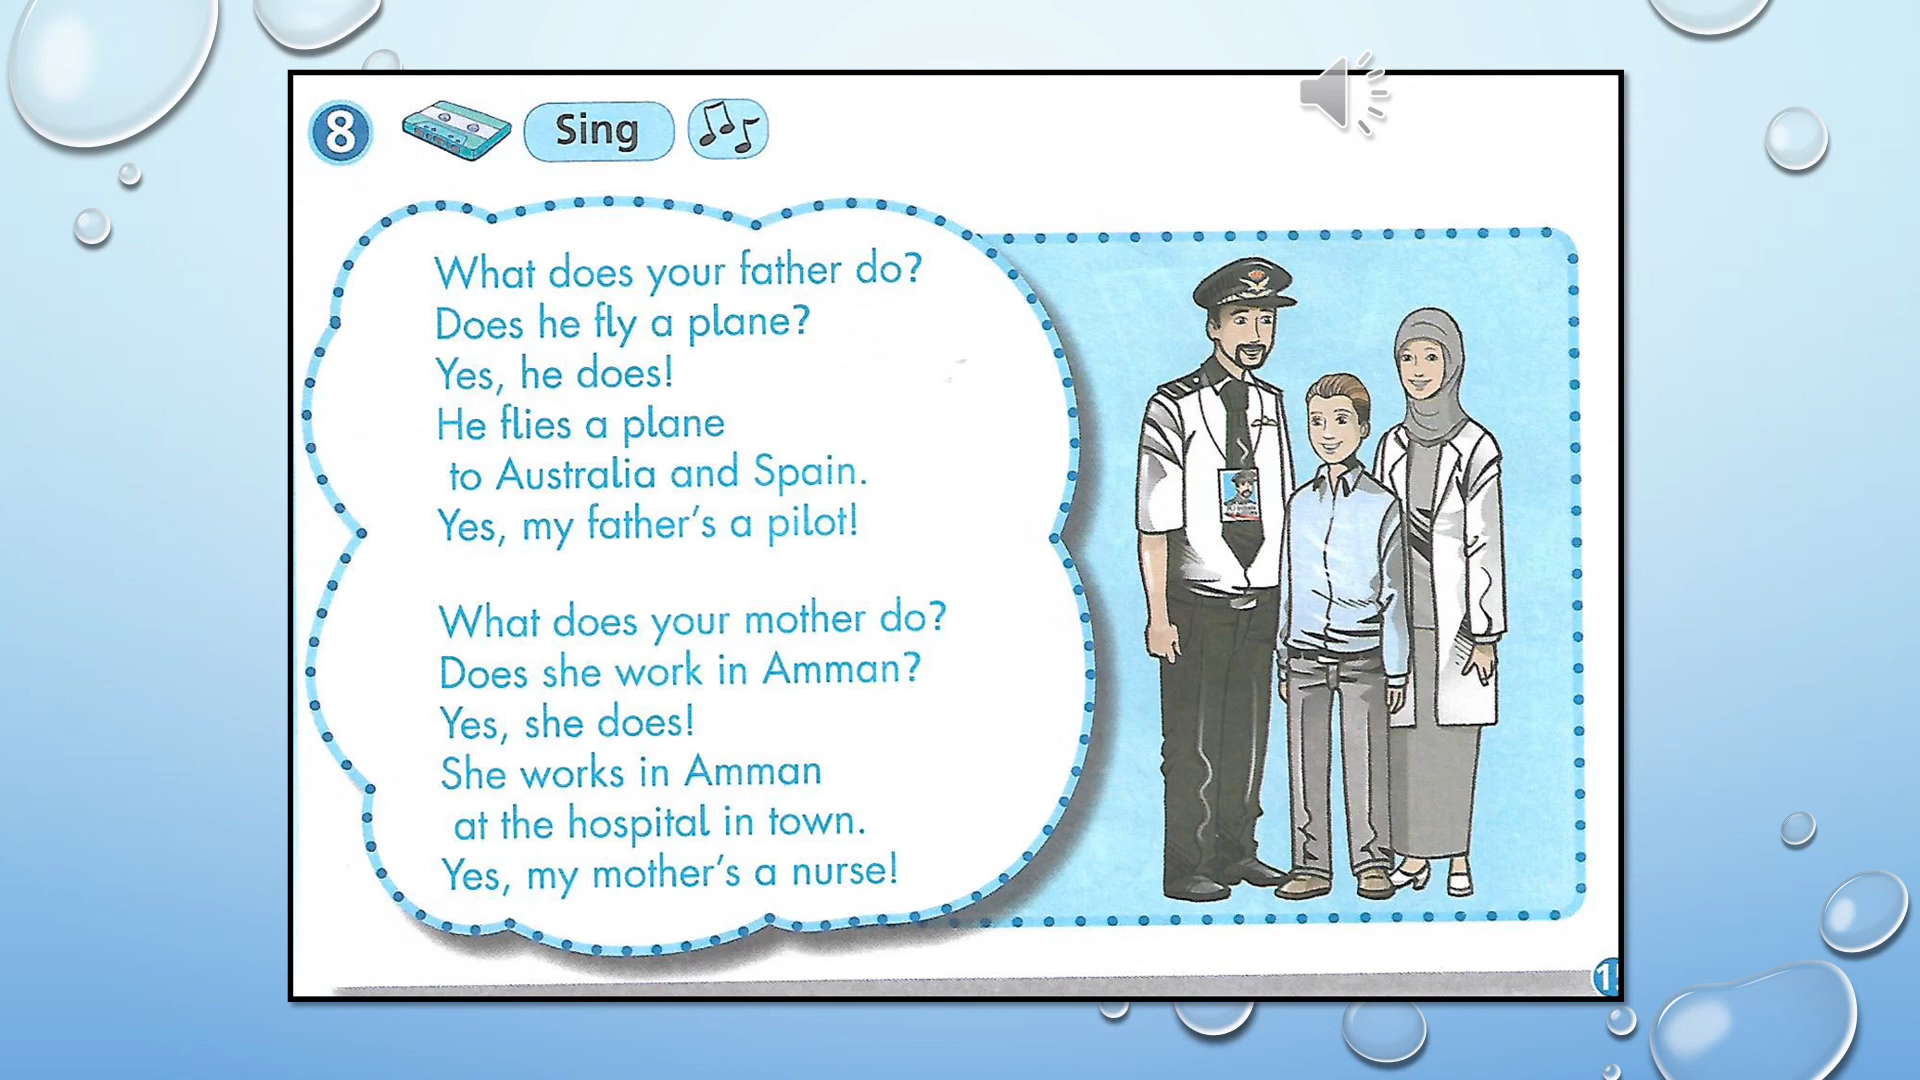 8 Sing
What does your father do?
Does he fly a plane?
Yes, he does!
He flies a plane
to Australia and Spain.
Yes, my father's a pilot!
What does your mother do?
Does she work in Amman?
Yes, she does!
She works in Amman
at the hospital in town.
Yes, my mother's a nurse!